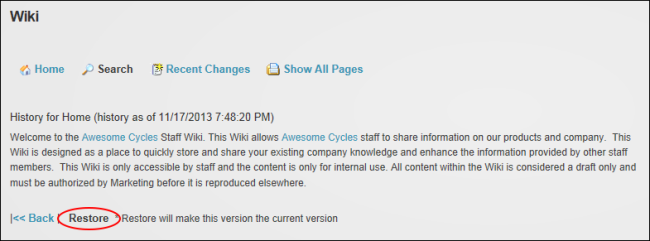 Wiki
Home Search Recent Changes Show All Pages
History for Home (history as of 11/17/2013 7:48:20 PM)
Welcome to the Awesome Cycles Staff Wiki. This Wiki allows Awesome Cycles staff to share information on our products and company. This
Wiki is designed as a place to quickly store and share your existing company knowledge and enhance the information provided by other staff
members. This Wiki is only accessible by staff and the content is only for internal use. All content within the Wiki is considered a draft only and
must be authorized by Marketing before it is reproduced elsewhere.
|<< Back | Restore * Restore will make this version the current version